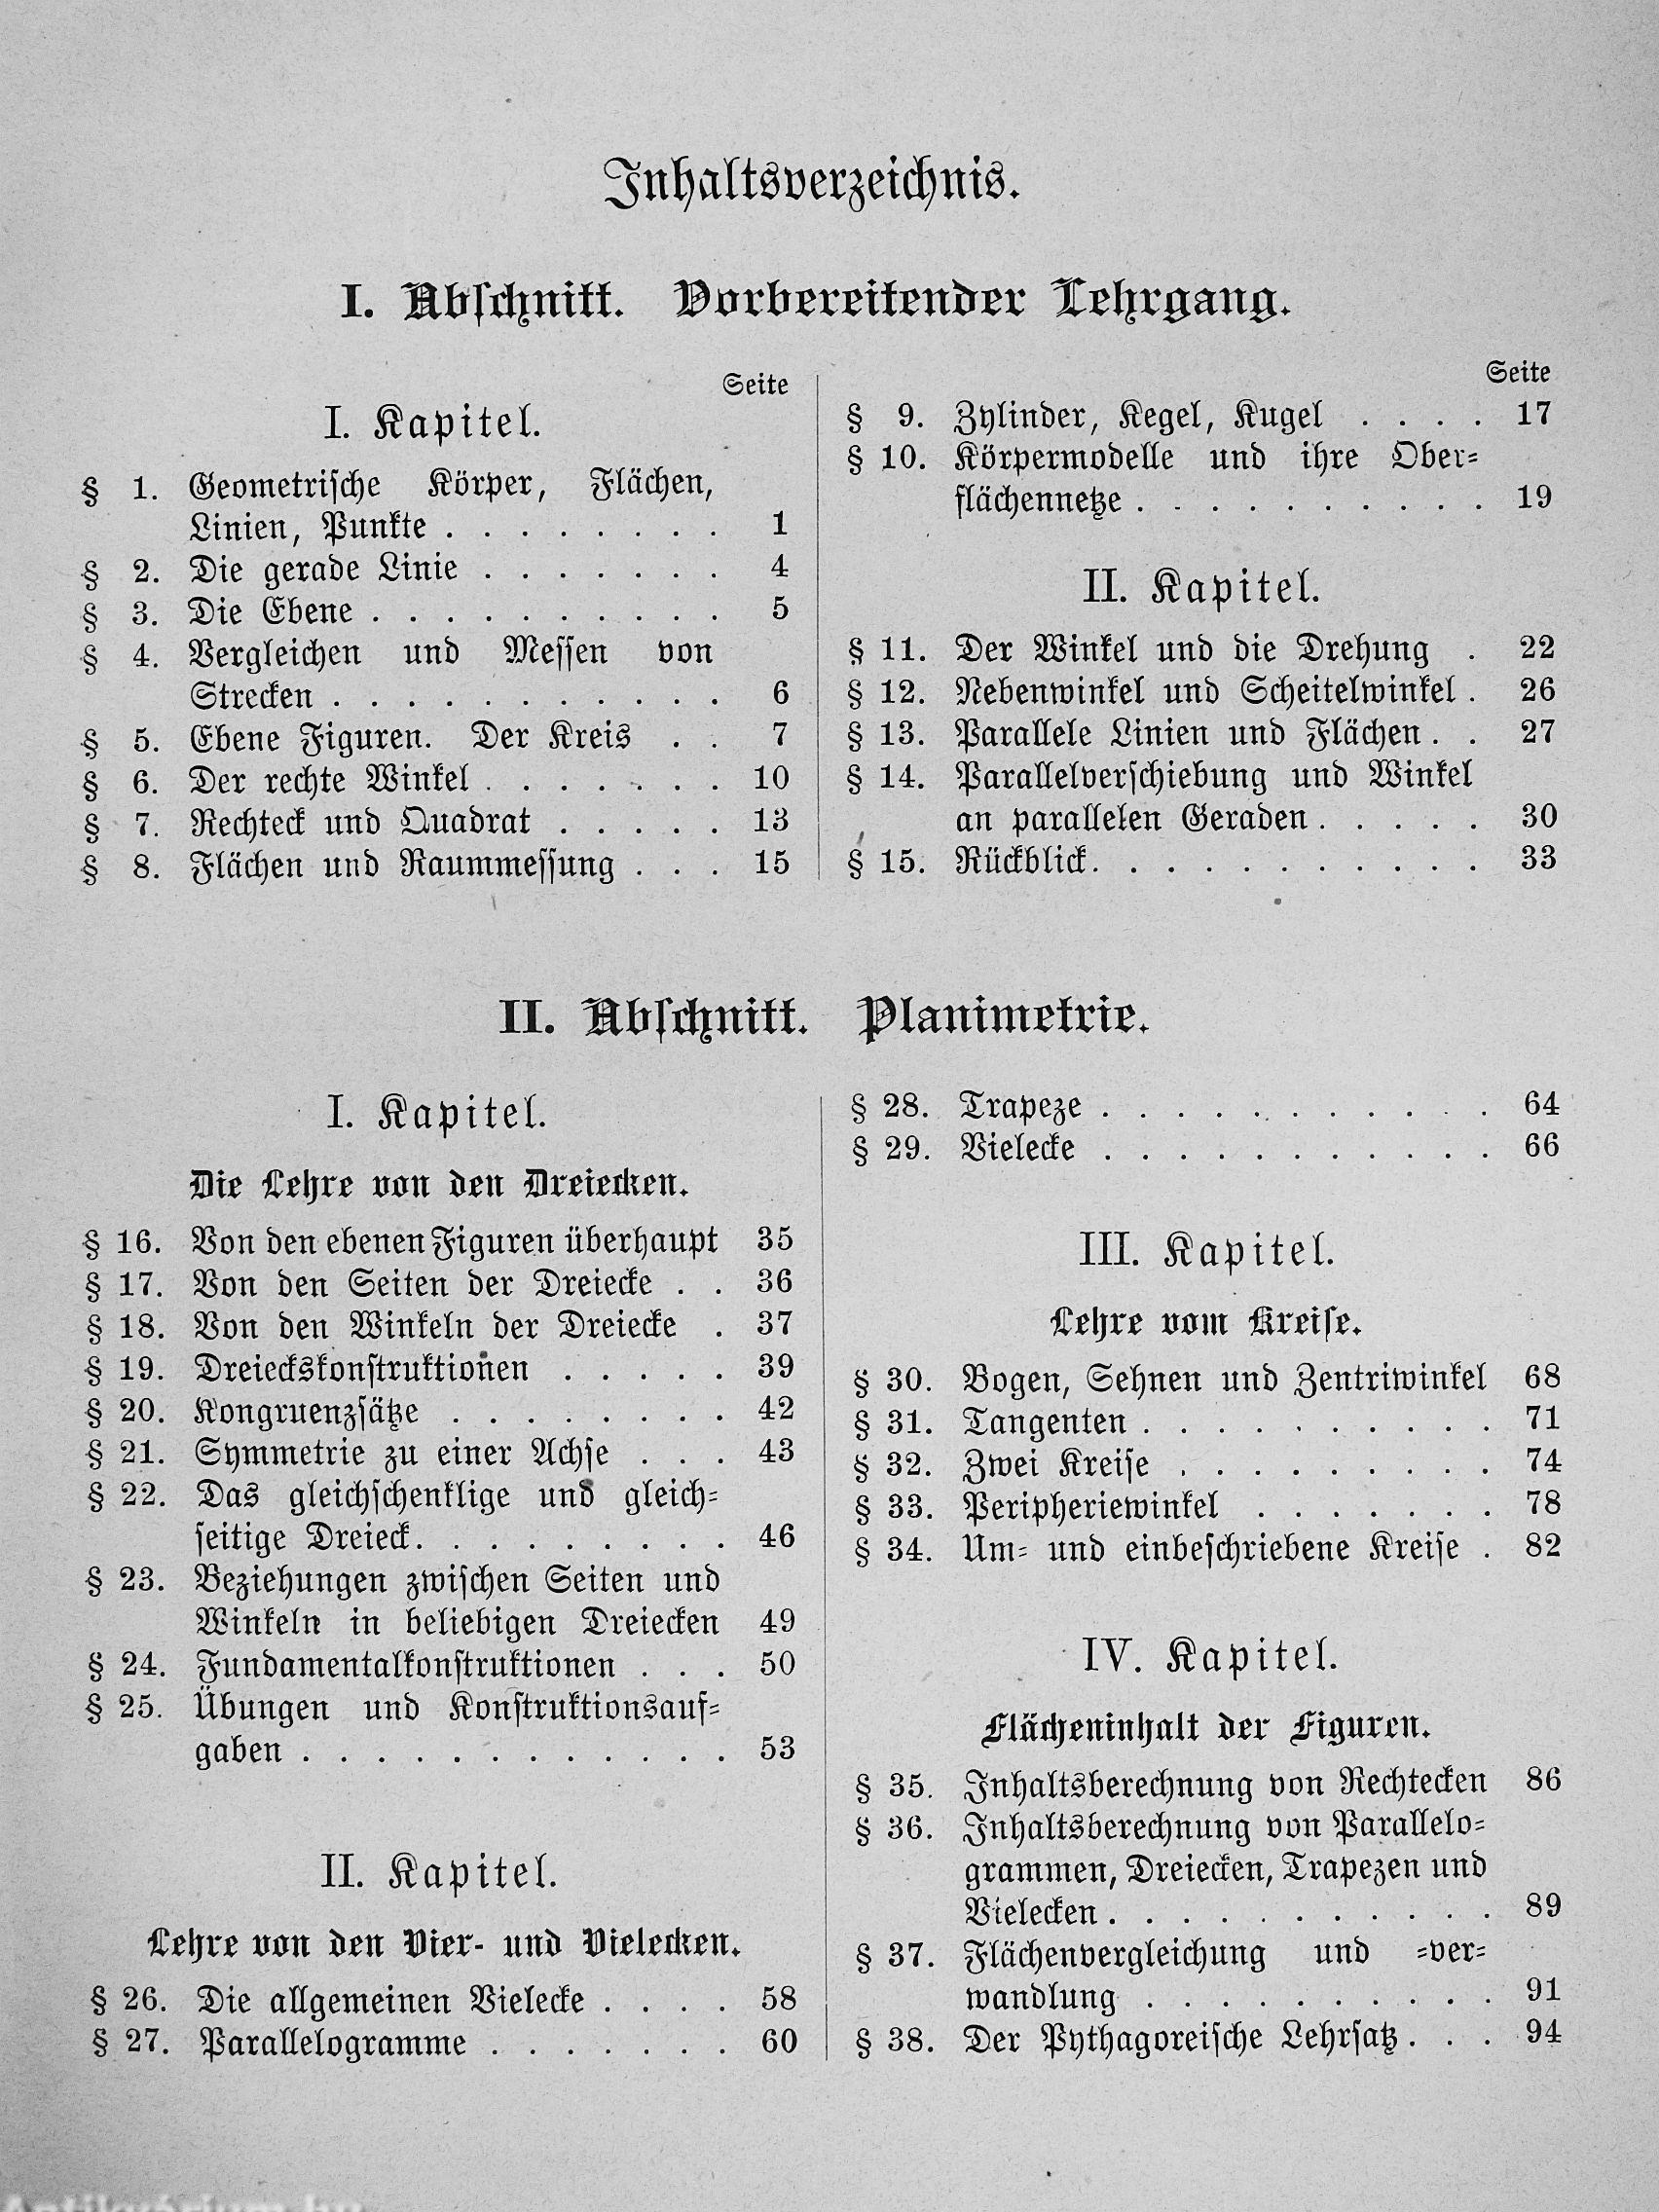 Inhaltsverzeichnis.
I. Abſchnitt. Vorbereitender Lehrgang.
Seite
I. Kapitel.
§ 1. Geometriſche Körper, Flächen,
Linien, Punkte . . . . . . . . 1
§ 2. Die gerade Linie . . . . . . . 4
§ 3. Die Ebene . . . . . . . . . . 5
§ 4. Vergleichen und Meſſen von
Strecken . . . . . . . . . . . 6
§ 5. Ebene Figuren. Der Kreis . . 7
§ 6. Der rechte Winkel . . . . . . . 10
§ 7. Rechteck und Quadrat . . . . . 13
§ 8. Flächen und Raummeſſung . . . 15
Seite
§ 9. Zylinder, Kegel, Kugel . . . . 17
§ 10. Körpermodelle und ihre Ober⸗
flächennetze . . . . . . . . . . 19
II. Kapitel.
§ 11. Der Winkel und die Drehung . 22
§ 12. Nebenwinkel und Scheitelwinkel . 26
§ 13. Parallele Linien und Flächen . . 27
§ 14. Parallelverſchiebung und Winkel
an parallelen Geraden . . . . . 30
§ 15. Rückblick . . . . . . . . . . . 33
II. Abſchnitt. Planimetrie.
I. Kapitel.
Die Lehre von den Dreiecken.
§ 16. Von den ebenen Figuren überhaupt 35
§ 17. Von den Seiten der Dreiecke . . 36
§ 18. Von den Winkeln der Dreiecke . 37
§ 19. Dreieckskonſtruktionen . . . . . 39
§ 20. Kongruenzſätze . . . . . . . . 42
§ 21. Symmetrie zu einer Achſe . . . 43
§ 22. Das gleichſchenklige und gleich⸗
ſeitige Dreieck . . . . . . . . . 46
§ 23. Beziehungen zwiſchen Seiten und
Winkeln in beliebigen Dreiecken 49
§ 24. Fundamentalkonſtruktionen . . . 50
§ 25. Übungen und Konſtruktionsauf⸗
gaben . . . . . . . . . . . . 53
II. Kapitel.
Lehre von den Vier- und Vielecken.
§ 26. Die allgemeinen Vielecke . . . . 58
§ 27. Parallelogramme . . . . . . . 60
§ 28. Trapeze . . . . . . . . . . . 64
§ 29. Vielecke . . . . . . . . . . . 66
III. Kapitel.
Lehre vom Kreiſe.
§ 30. Bogen, Sehnen und Zentriwinkel 68
§ 31. Tangenten . . . . . . . . . . 71
§ 32. Zwei Kreiſe . . . . . . . . . 74
§ 33. Peripheriewinkel . . . . . . . 78
§ 34. Um⸗ und einbeſchriebene Kreiſe . 82
IV. Kapitel.
Flächeninhalt der Figuren.
§ 35. Inhaltsberechnung von Rechtecken 86
§ 36. Inhaltsberechnung von Parallelo⸗
grammen, Dreiecken, Trapezen und
Vielecken . . . . . . . . . . . 89
§ 37. Flächenvergleichung und ⸗ver⸗
wandlung . . . . . . . . . . 91
§ 38. Der Pythagoreiſche Lehrſatz . . . 94